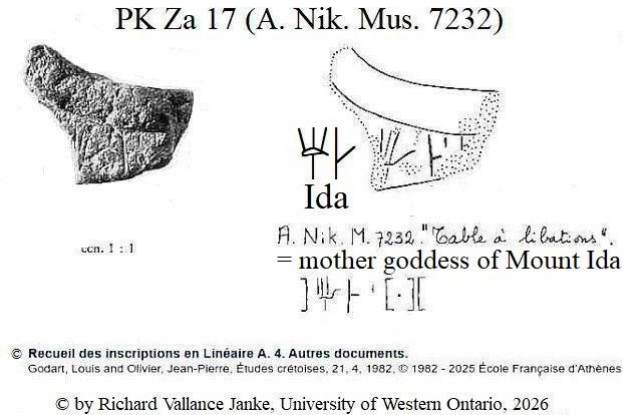 PK Za 17 (A. Nik. Mus. 7232)
Ida
A. Nik. M. 7232. "Table à libations".
ccn. 1 : 1
= mother goddess of Mount Ida
© Recueil des inscriptions en Linéaire A. 4. Autres documents.
Godart, Louis and Olivier, Jean-Pierre, Études crétoises, 21, 4, 1982, © 1982 - 2025 École Française d'Athènes
© by Richard Vallance Janke, University of Western Ontario, 2026